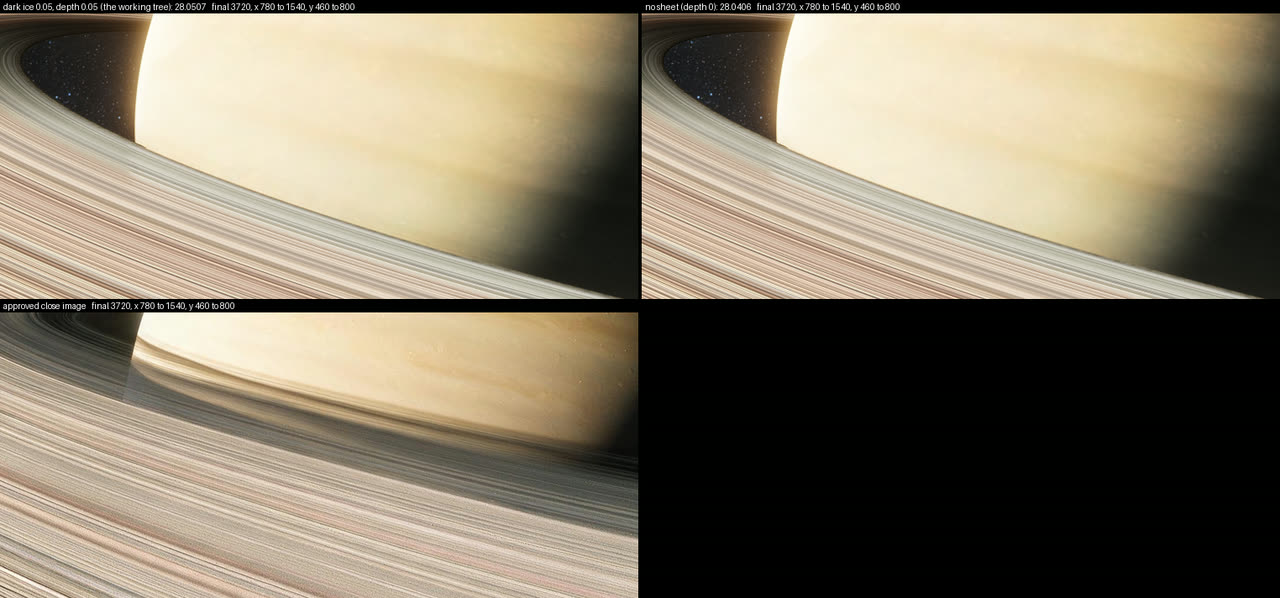 dark ice 0.05, depth 0.05 (the working tree): 28.0507 final 3720, x 780 to 1540, y 460 to 800
nosheet (depth 0): 28.0406 final 3720, x 780 to 1540, y 460 to 800
approved close image final 3720, x 780 to 1540, y 460 to 800